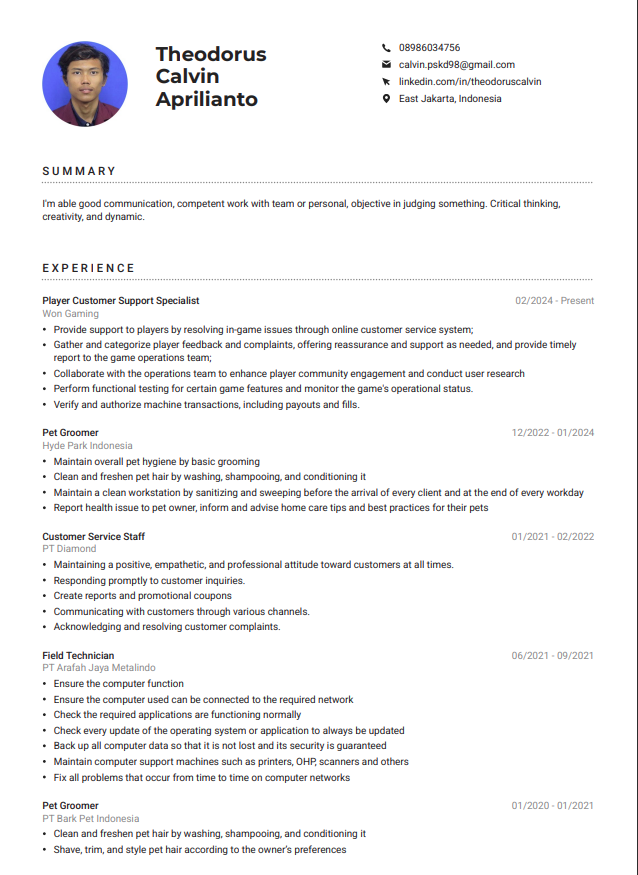 Theodorus
Calvin
Aprilianto
08986034756
calvin.pskd98@gmail.com
linkedin.com/in/theodoruscalvin
East Jakarta, Indonesia
SUMMARY
I'm able good communication, competent work with team or personal, objective in judging something. Critical thinking,
creativity, and dynamic.
EXPERIENCE
Player Customer Support Specialist 02/2024 - Present
Won Gaming
• Provide support to players by resolving in-game issues through online customer service system;
• Gather and categorize player feedback and complaints, offering reassurance and support as needed, and provide timely
report to the game operations team;
• Collaborate with the operations team to enhance player community engagement and conduct user research
• Perform functional testing for certain game features and monitor the game's operational status.
• Verify and authorize machine transactions, including payouts and fills.
Pet Groomer 12/2022 - 01/2024
Hyde Park Indonesia
• Maintain overall pet hygiene by basic grooming
• Clean and freshen pet hair by washing, shampooing, and conditioning it
• Maintain a clean workstation by sanitizing and sweeping before the arrival of every client and at the end of every workday
• Report health issue to pet owner, inform and advise home care tips and best practices for their pets
Customer Service Staff 01/2021 - 02/2022
PT Diamond
• Maintaining a positive, empathetic, and professional attitude toward customers at all times.
• Responding promptly to customer inquiries.
• Create reports and promotional coupons
• Communicating with customers through various channels.
• Acknowledging and resolving customer complaints.
Field Technician 06/2021 - 09/2021
PT Arafah Jaya Metalindo
• Ensure the computer function
• Ensure the computer used can be connected to the required network
• Check the required applications are functioning normally
• Check every update of the operating system or application to always be updated
• Back up all computer data so that it is not lost and its security is guaranteed
• Maintain computer support machines such as printers, OHP, scanners and others
• Fix all problems that occur from time to time on computer networks
Pet Groomer 01/2020 - 01/2021
PT Bark Pet Indonesia
• Clean and freshen pet hair by washing, shampooing, and conditioning it
• Shave, trim, and style pet hair according to the owner's preferences